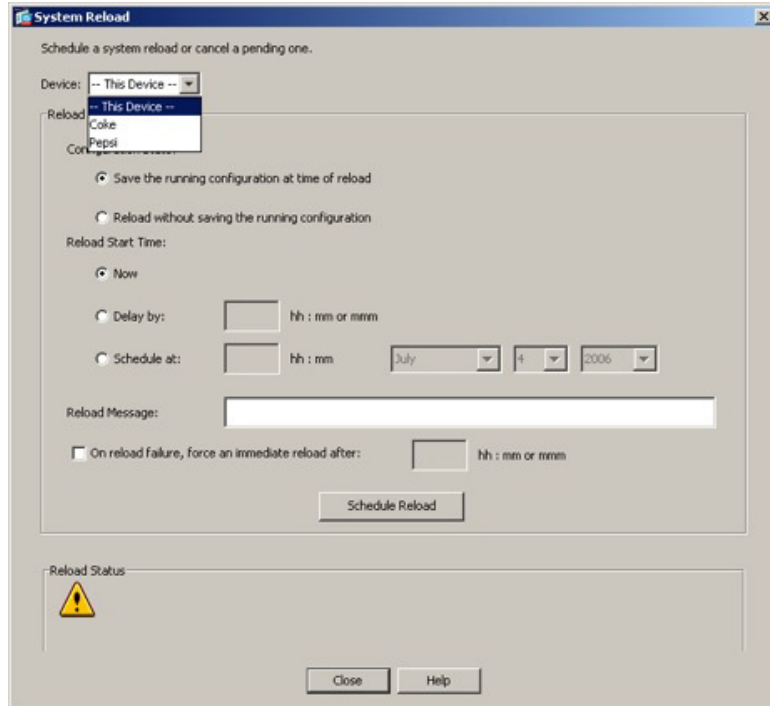 System Reload
Schedule a system reload or cancel a pending one.
Device: -- This Device --
-- This Device --
Coke
Pepsi
Reload
Save the running configuration at time of reload
Reload without saving the running configuration
Reload Start Time:
Now
Delay by: hh : mm or mmm
Schedule at: hh : mm July 4 2006
Reload Message:
On reload failure, force an immediate reload after: hh : mm or mmm
Schedule Reload
Reload Status
Close Help